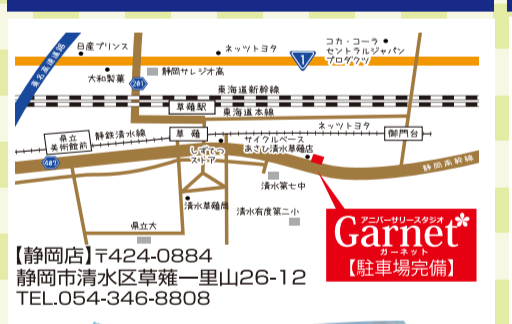 東名高速道路
日産プリンス
ネッツトヨタ
コカ・コーラ
セントラルジャパン
プロダクツ
1
大和製菓
静岡サレジオ高
201
東海道新幹線
草薙駅
東海道本線
ネッツトヨタ
県立
美術館前
静鉄清水線
草薙
御門台
しずてつ
ストア
サイクルベース
あさひ清水草薙店
407
静岡幹線
清水第七中
清水草薙局
清水有度第二小
県立大
アニバーサリースタジオ
Garnet
ガーネット
【駐車場完備】
【静岡店】〒424-0884
静岡市清水区草薙一里山26-12
TEL.054-346-8808